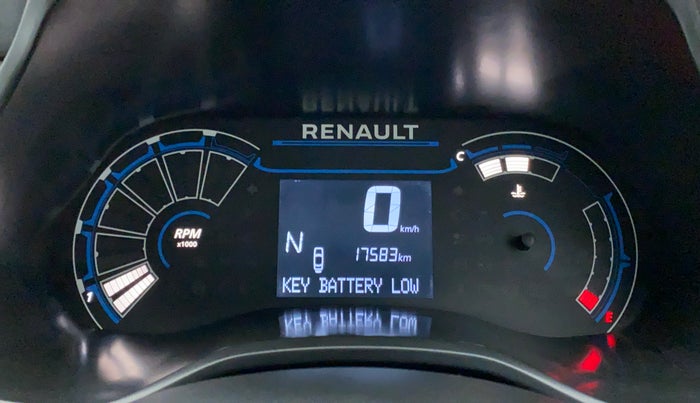 RENAULT
C
0 km/h
RPM
x1000
N
17583km
KEY BATTERY LOW
1
E